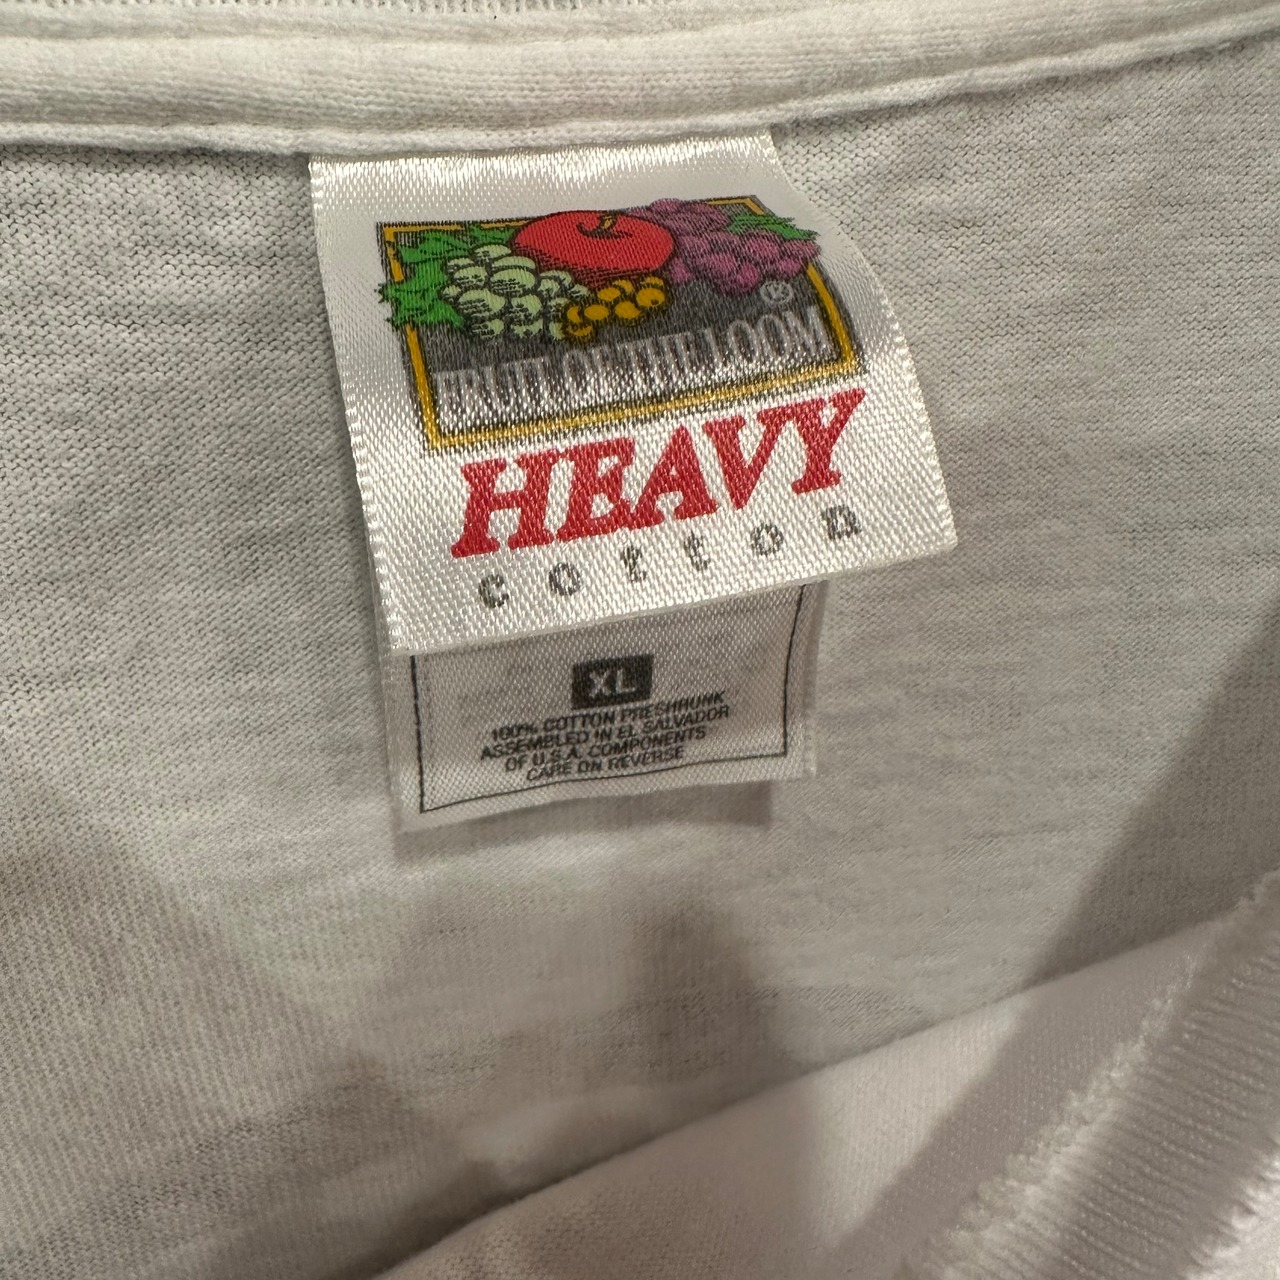 ®
FRUIT OF THE LOOM
HEAVY
cotton
XL
100% COTTON PRESHRUNK
ASSEMBLED IN EL SALVADOR
OF U.S.A. COMPONENTS
CARE ON REVERSE